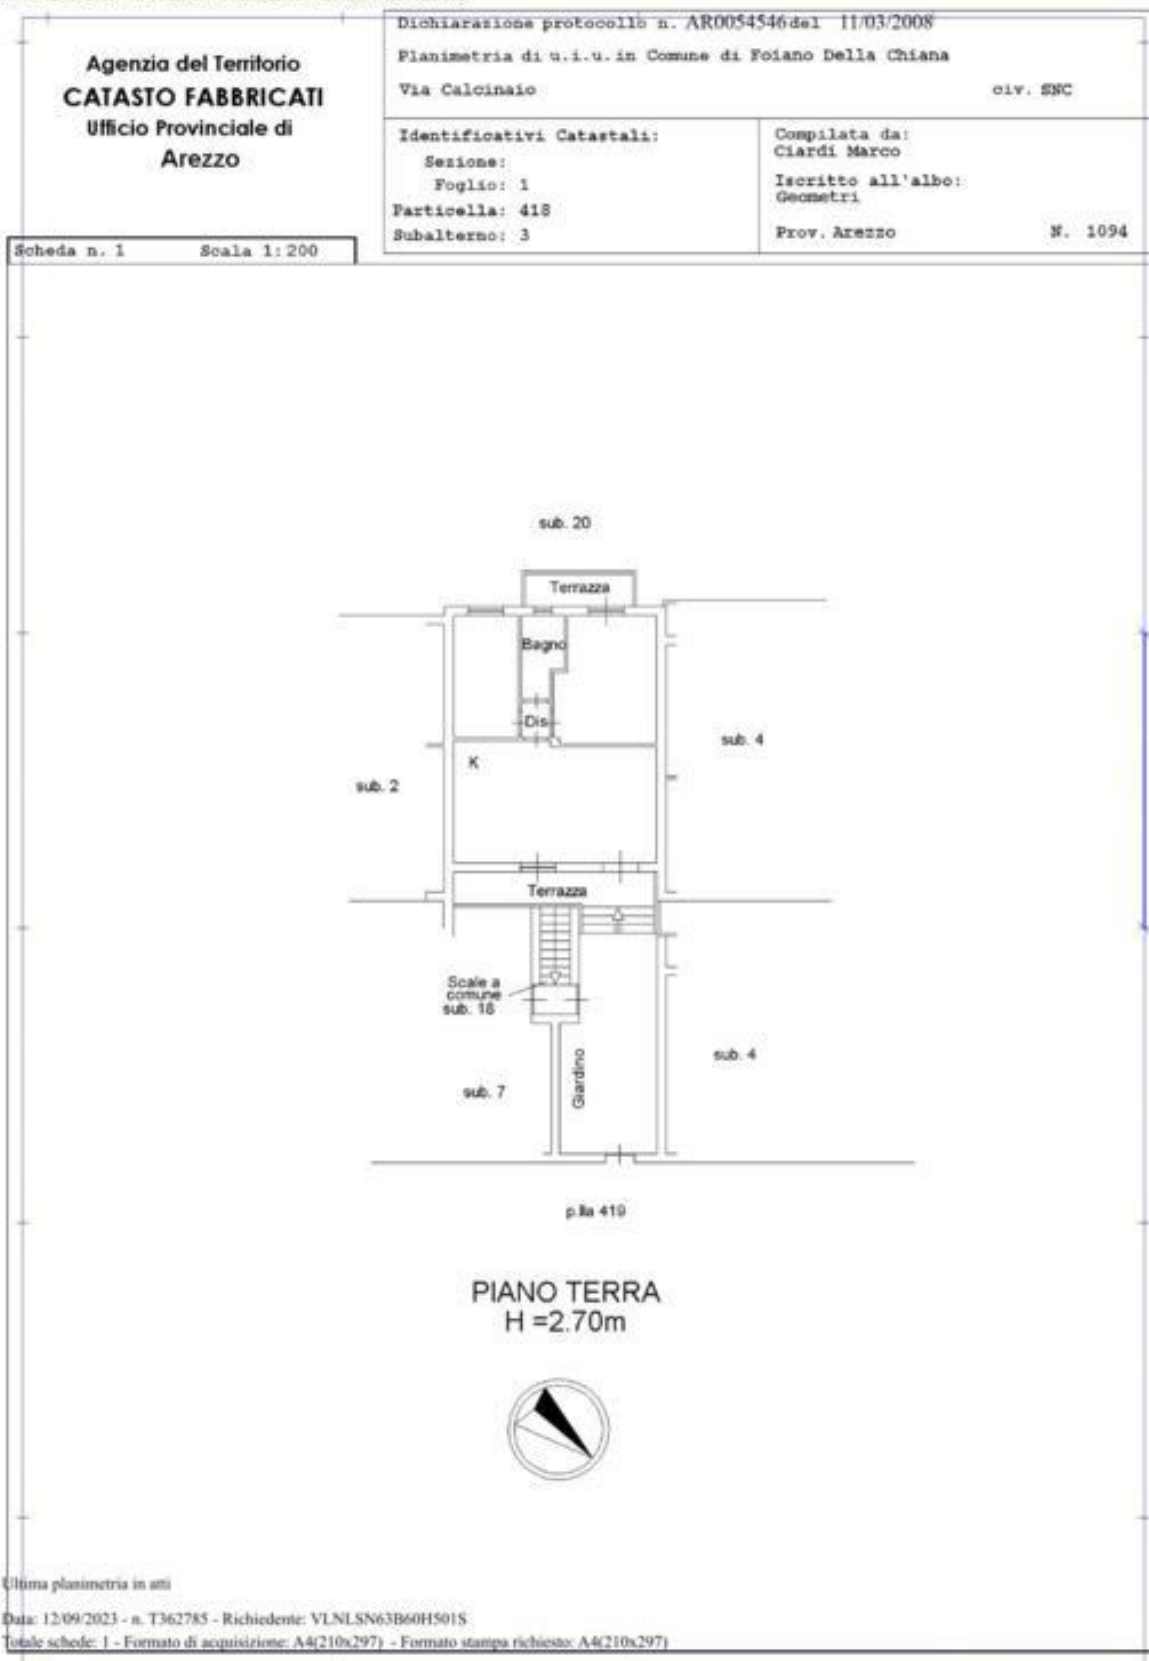 Agenzia del Territorio
CATASTO FABBRICATI
Ufficio Provinciale di
Arezzo
Dichiarazione protocollo n. AR0054546 del 11/03/2008
Planimetria di u.i.u. in Comune di Foiano Della Chiana
Via Calcinaio civ. SNC
Identificativi Catastali:
Sezione:
Foglio: 1
Particella: 418
Subalterno: 3
Compilata da:
Ciardi Marco
Iscritto all'albo:
Geometri
Prov. Arezzo N. 1094
Scheda n. 1 Scala 1:200
sub. 20
Terrazza
Bagno
Dis
sub. 4
K
sub. 2
Terrazza
Scale a
comune
sub. 18
Giardino
sub. 4
sub. 7
p.lla 419
PIANO TERRA
H =2.70m
Ultima planimetria in atti
Data: 12/09/2023 - n. T362785 - Richiedente: VLNLSN63B60H501S
Totale schede: 1 - Formato di acquisizione: A4(210x297) - Formato stampa richiesto: A4(210x297)